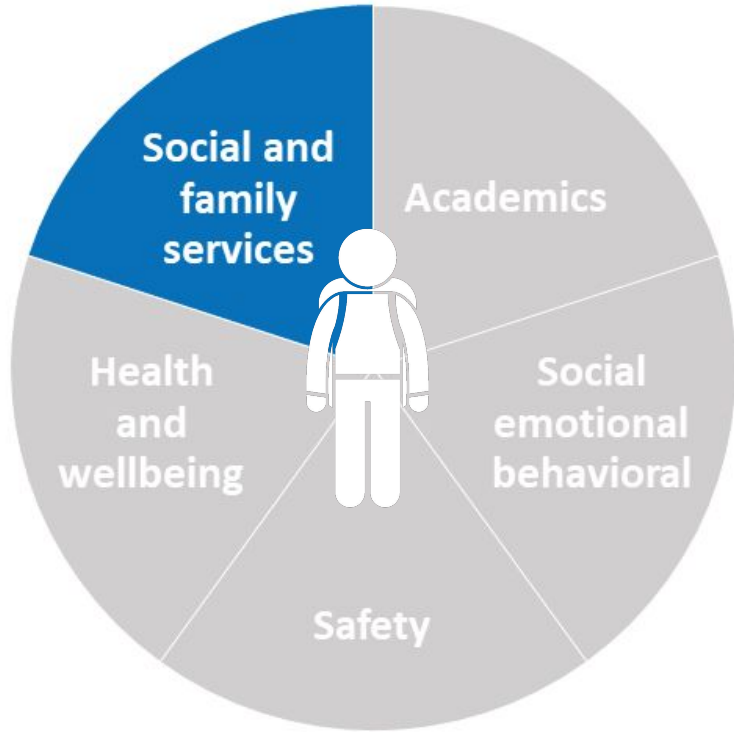 Social and
family
services
Academics
Health
and
wellbeing
Social
emotional
behavioral
Safety